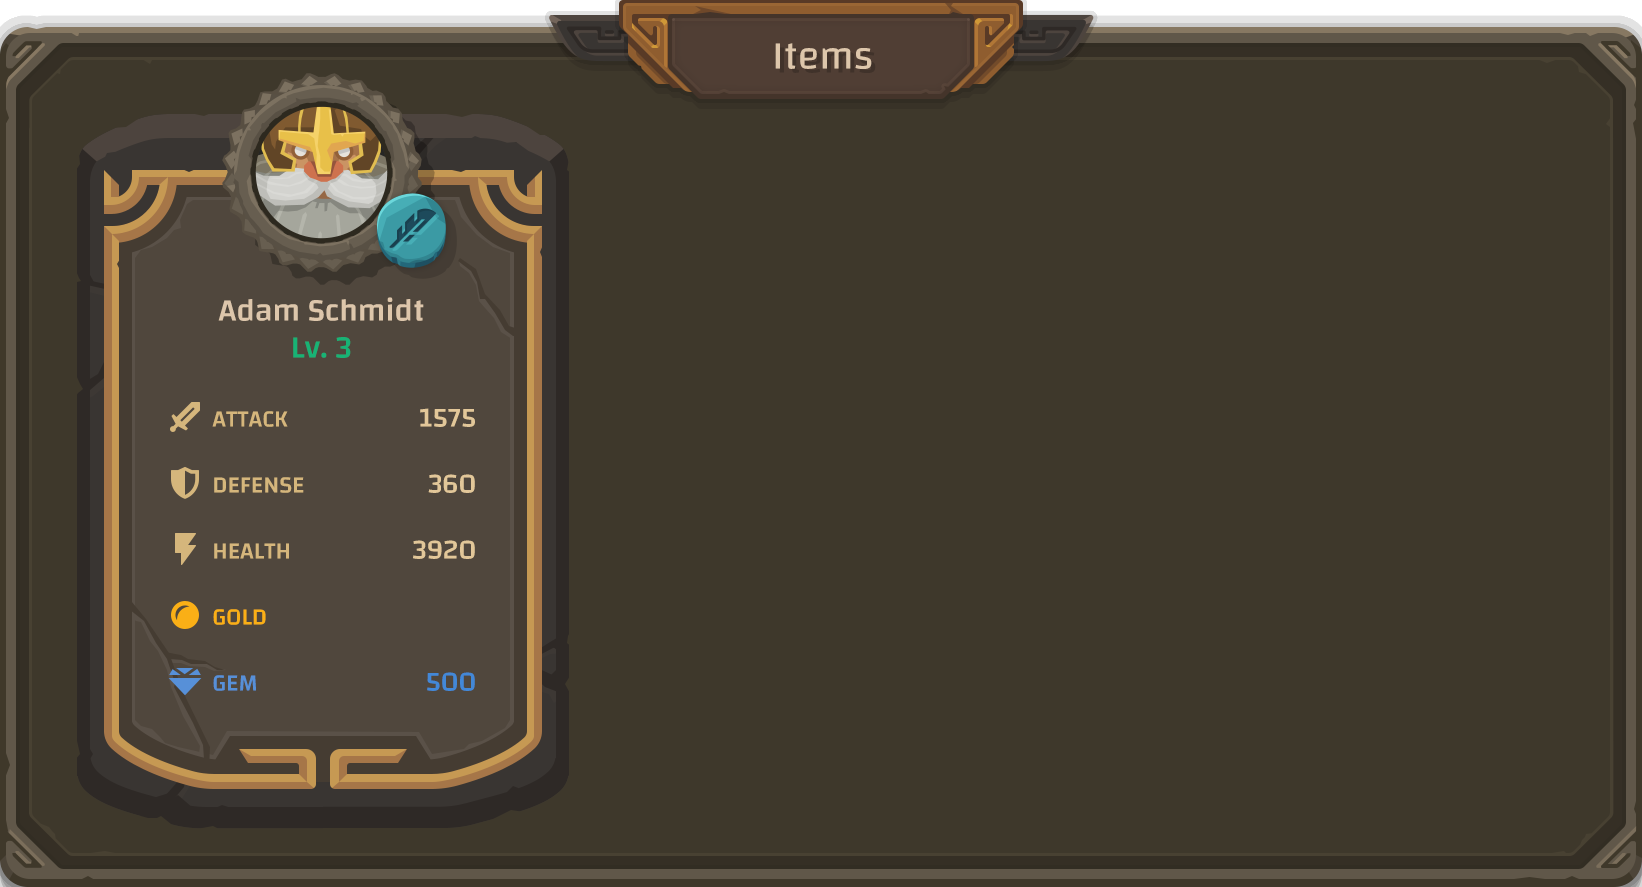 Items
Adam Schmidt
Lv. 3
ATTACK 1575
DEFENSE 360
HEALTH 3920
GOLD
GEM 500